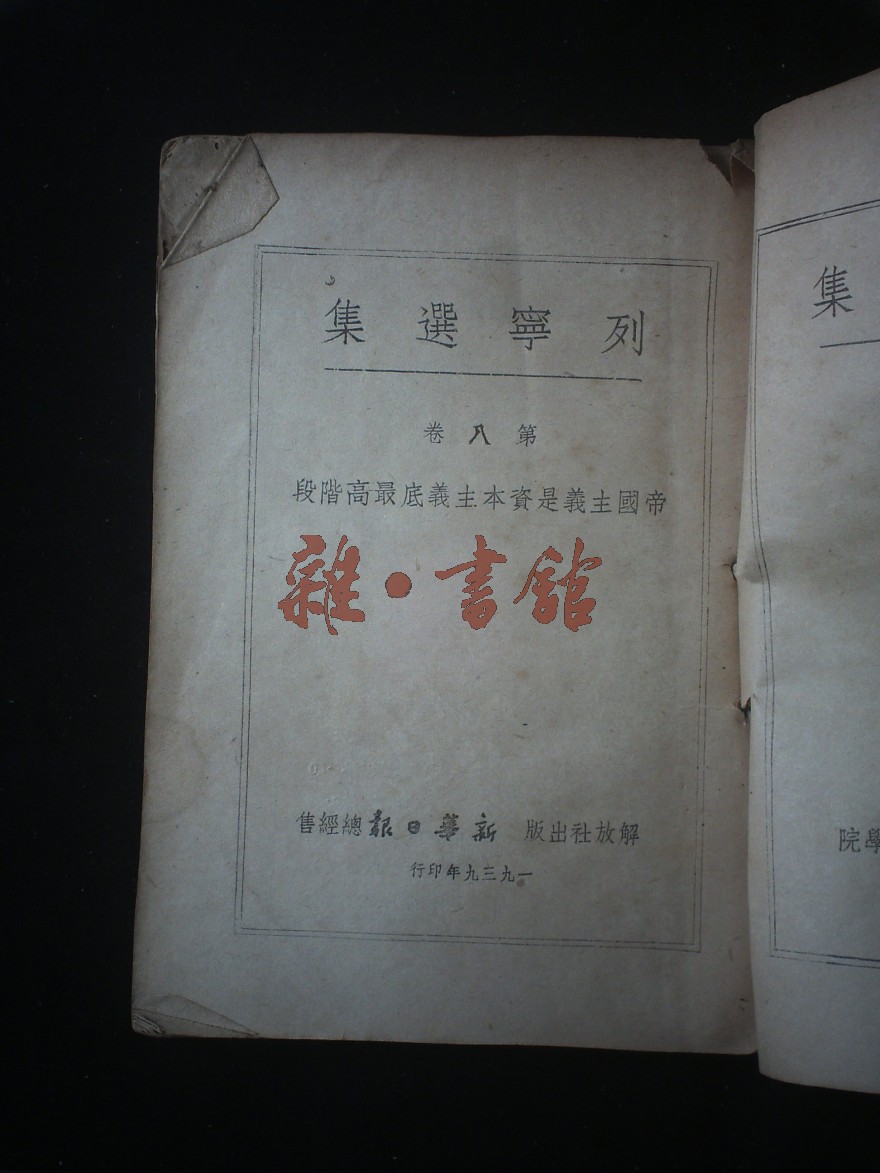 列寧選集
第八卷
帝國主義是資本主義底最高階段
雜·書館
解放社出版 新華日報總經售
一九三九年印行
集
學院